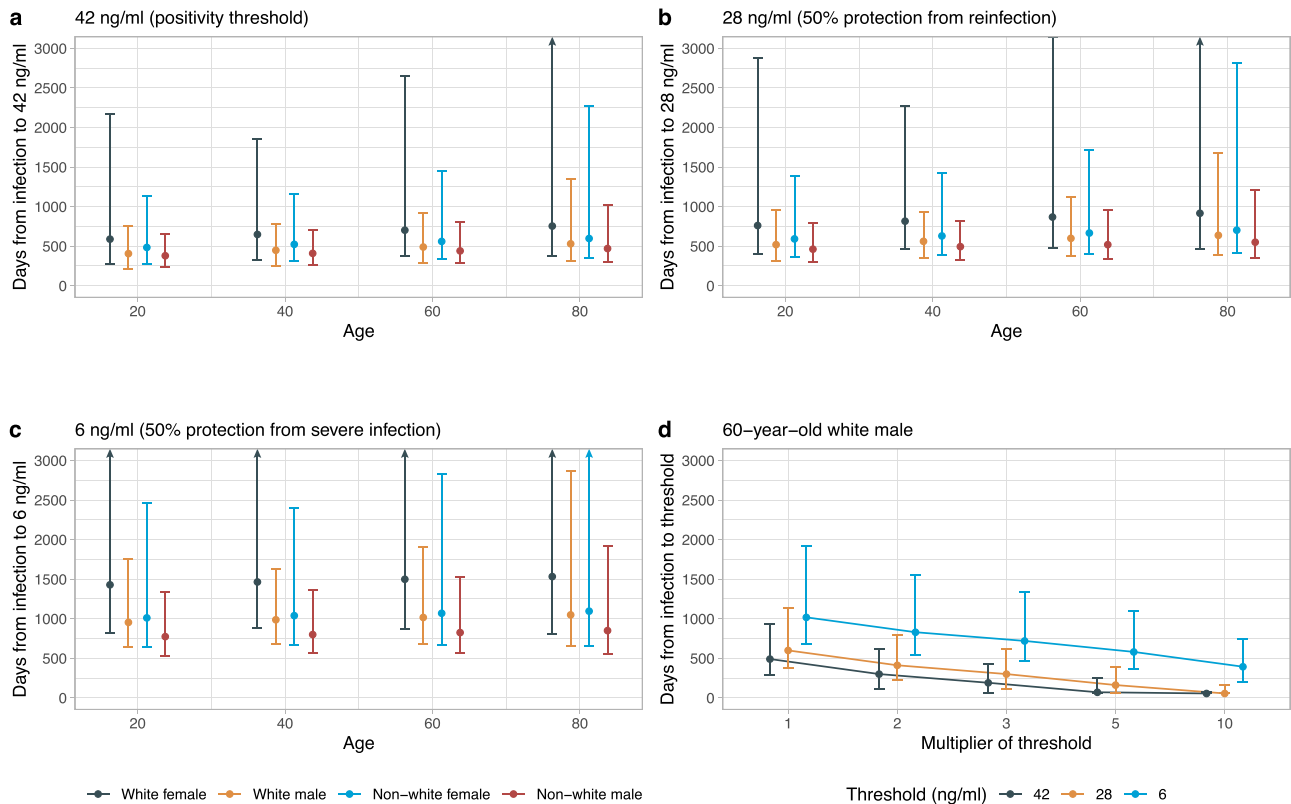 a
42 ng/ml (positivity threshold)
Days from infection to 42 ng/ml
3000
2500
2000
1500
1000
500
0
20
40
60
80
Age
b
28 ng/ml (50% protection from reinfection)
Days from infection to 28 ng/ml
3000
2500
2000
1500
1000
500
0
20
40
60
80
Age
c
6 ng/ml (50% protection from severe infection)
Days from infection to 6 ng/ml
3000
2500
2000
1500
1000
500
0
20
40
60
80
Age
d
60−year−old white male
Days from infection to threshold
3000
2500
2000
1500
1000
500
0
1
2
3
5
10
Multiplier of threshold
White female White male Non−white female Non−white male
Threshold (ng/ml) 42 28 6